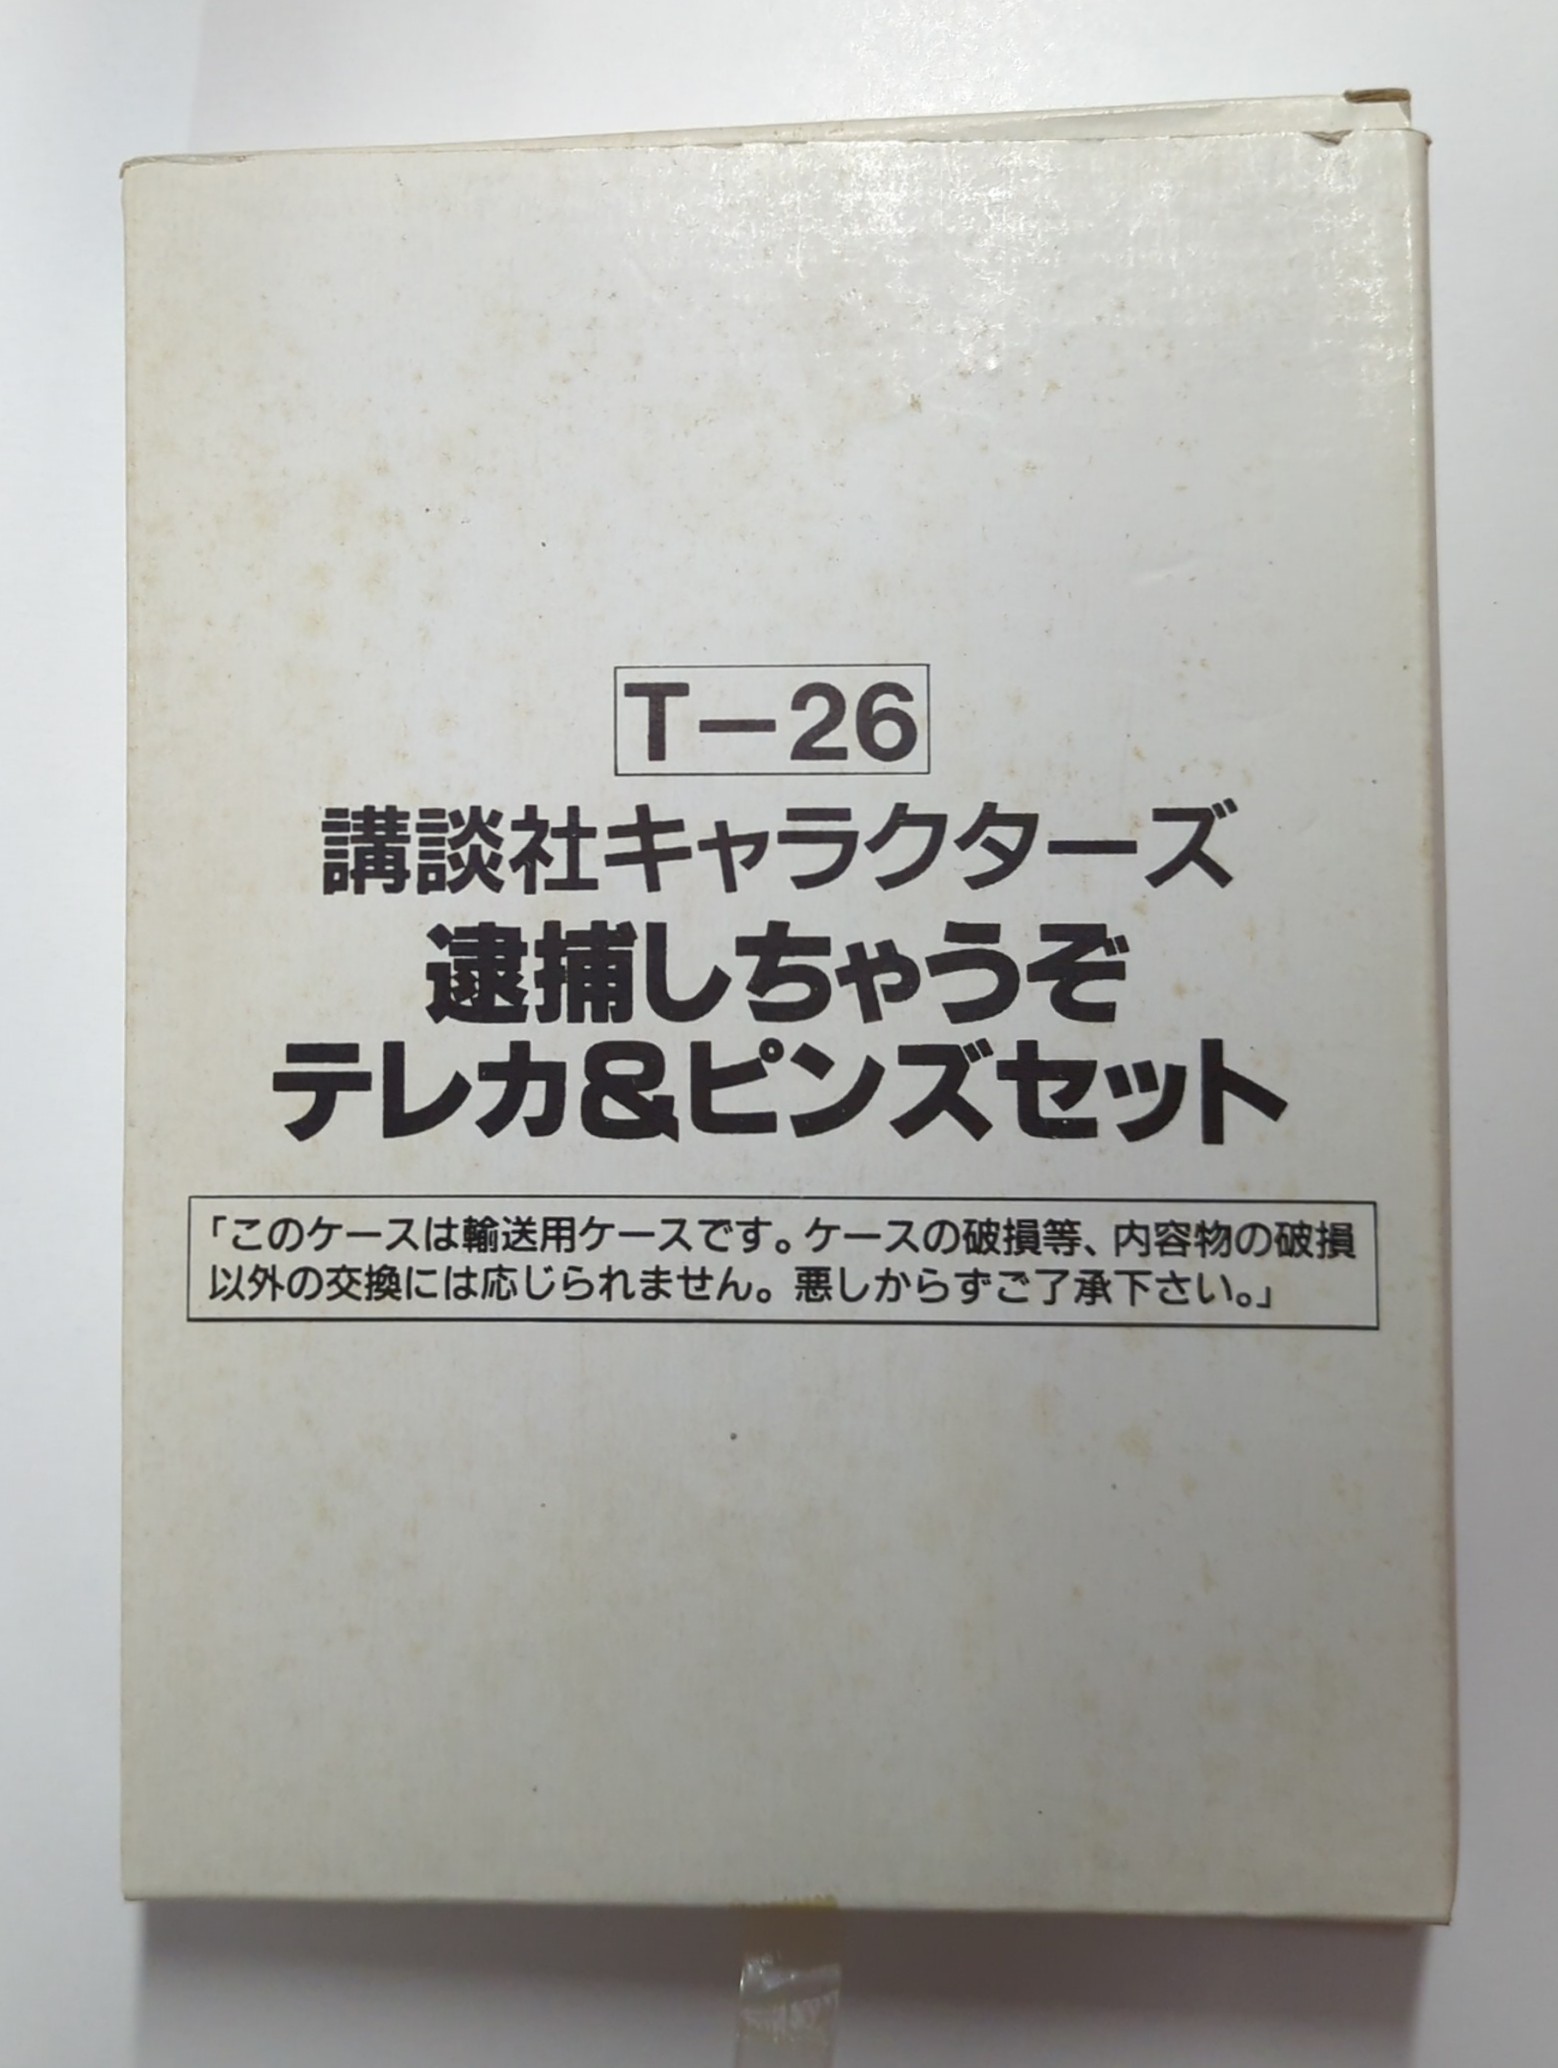 T−26
講談社キャラクターズ
逮捕しちゃうぞ
テレカ&ピンズセット
「このケースは輸送用ケースです。ケースの破損等、内容物の破損
以外の交換には応じられません。悪しからずご了承下さい。」